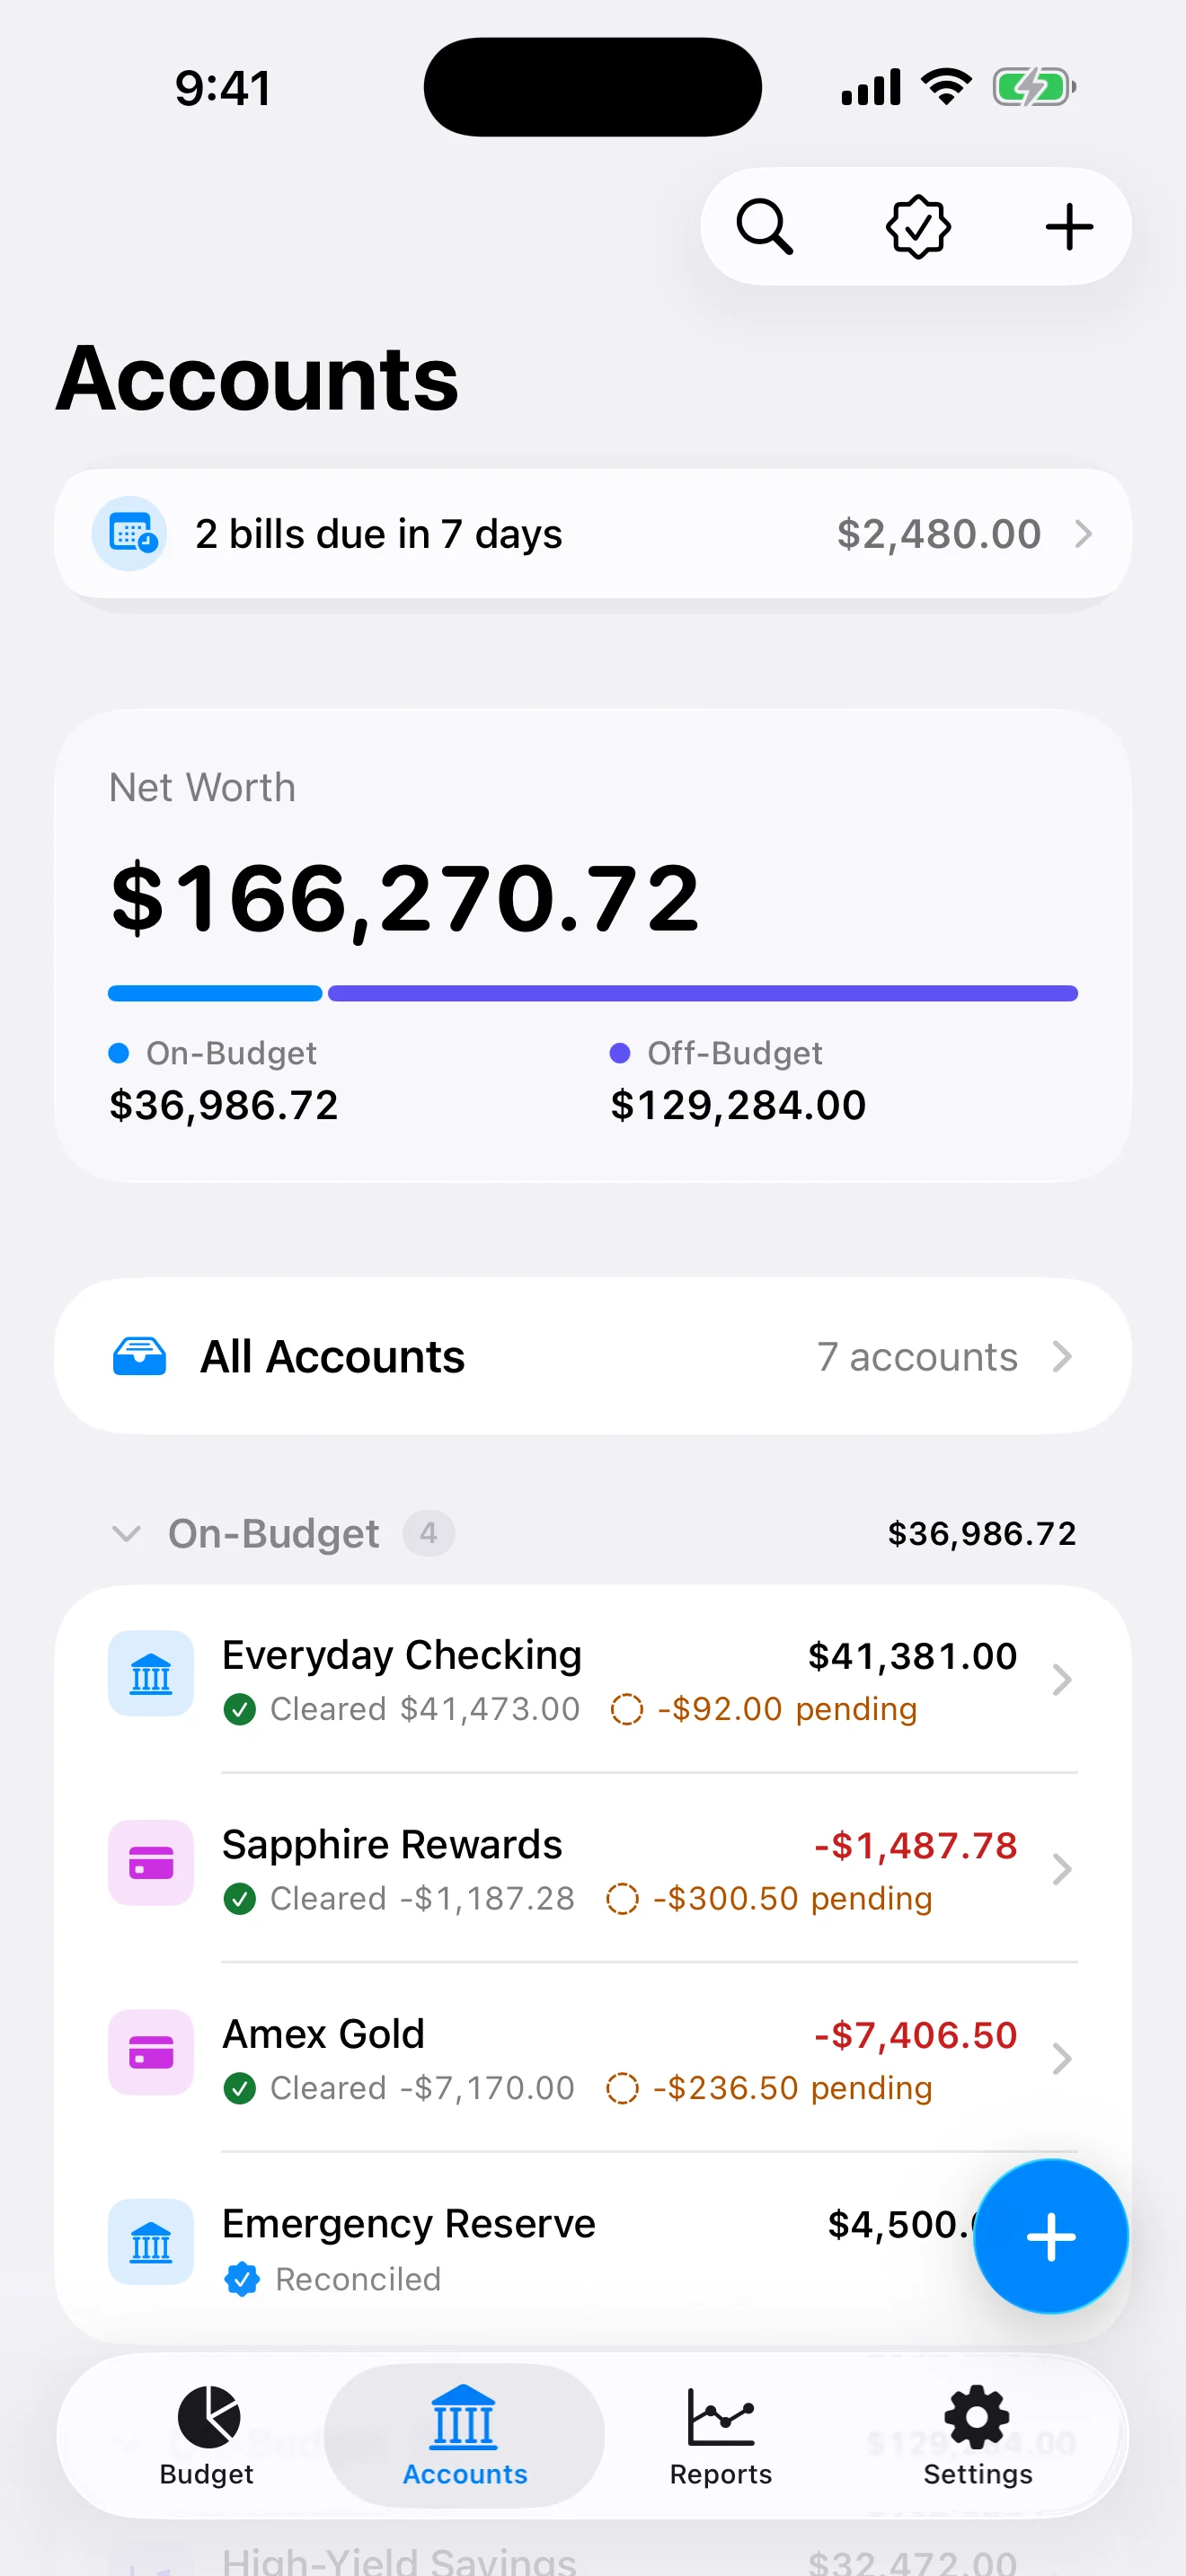 9:41
Accounts
2 bills due in 7 days $2,480.00
Net Worth
$166,270.72
On-Budget Off-Budget
$36,986.72 $129,284.00
All Accounts 7 accounts
On-Budget 4 $36,986.72
Everyday Checking $41,381.00
Cleared $41,473.00 -$92.00 pending
Sapphire Rewards -$1,487.78
Cleared -$1,187.28 -$300.50 pending
Amex Gold -$7,406.50
Cleared -$7,170.00 -$236.50 pending
Emergency Reserve $4,500.
Reconciled
Budget Accounts Reports Settings
High-Yield Savings $32,472.00